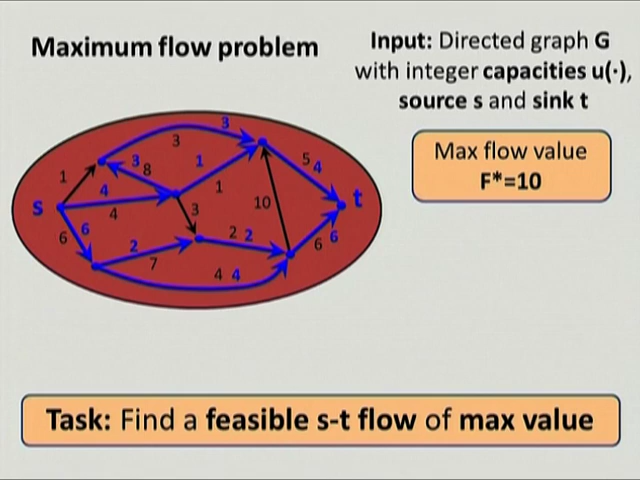 Maximum flow problem
Input: Directed graph G
with integer capacities u(·),
source s and sink t
Max flow value
F*=10
3
3
1
3
8
1
5
4
4
1
s
4
3
10
t
6
6
2
2
2
6
6
7
4
4
Task: Find a feasible s-t flow of max value